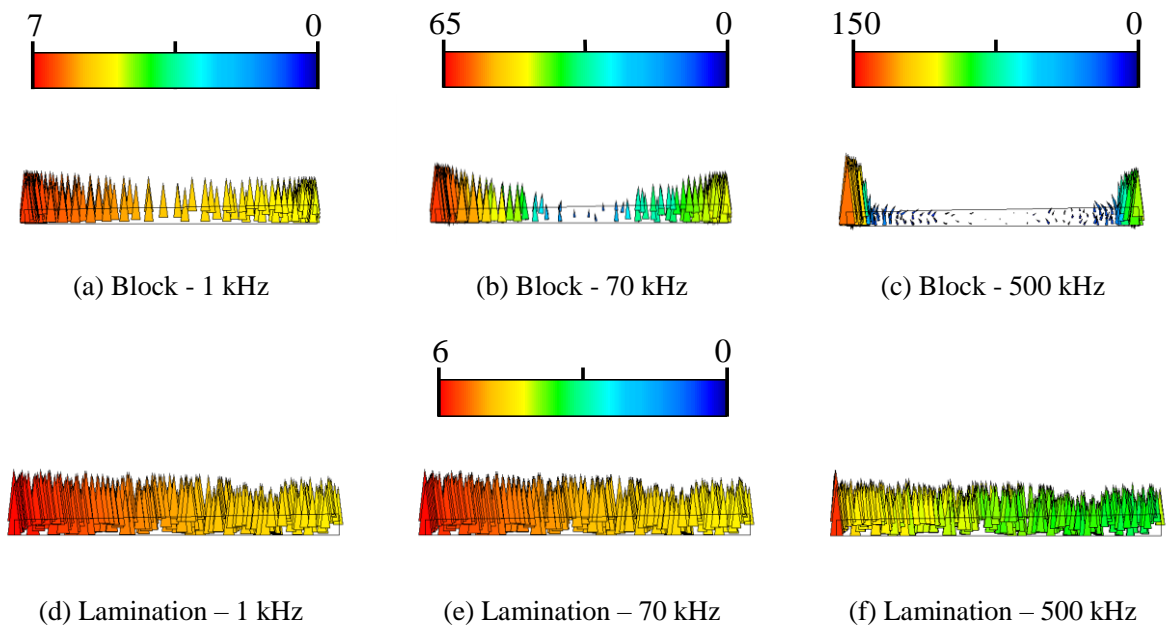 7 0 65 0 150 0
(a) Block - 1 kHz (b) Block - 70 kHz (c) Block - 500 kHz
6 0
(d) Lamination – 1 kHz (e) Lamination – 70 kHz (f) Lamination – 500 kHz